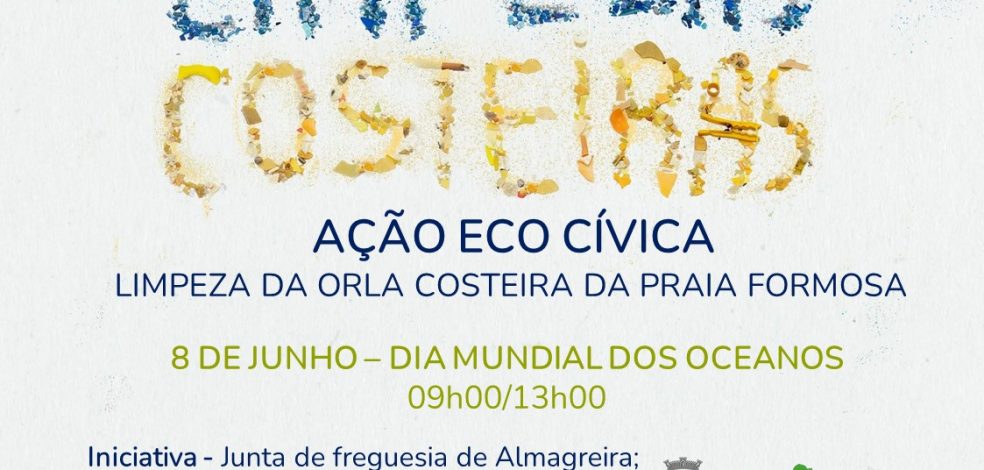 COSTEIRAS
AÇÃO ECO CÍVICA
LIMPEZA DA ORLA COSTEIRA DA PRAIA FORMOSA
8 DE JUNHO – DIA MUNDIAL DOS OCEANOS
09h00/13h00
Iniciativa - Junta de freguesia de Almagreira;